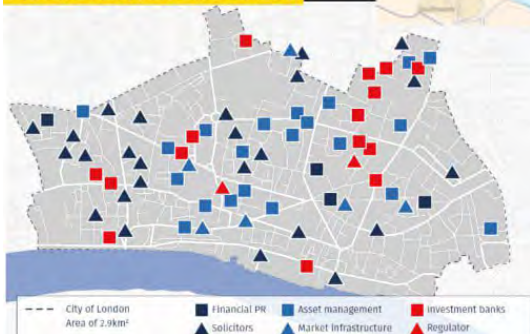 City of London
Area of 2.9km²
Financial PR
Asset management
Investment banks
Solicitors
Market infrastructure
Regulator